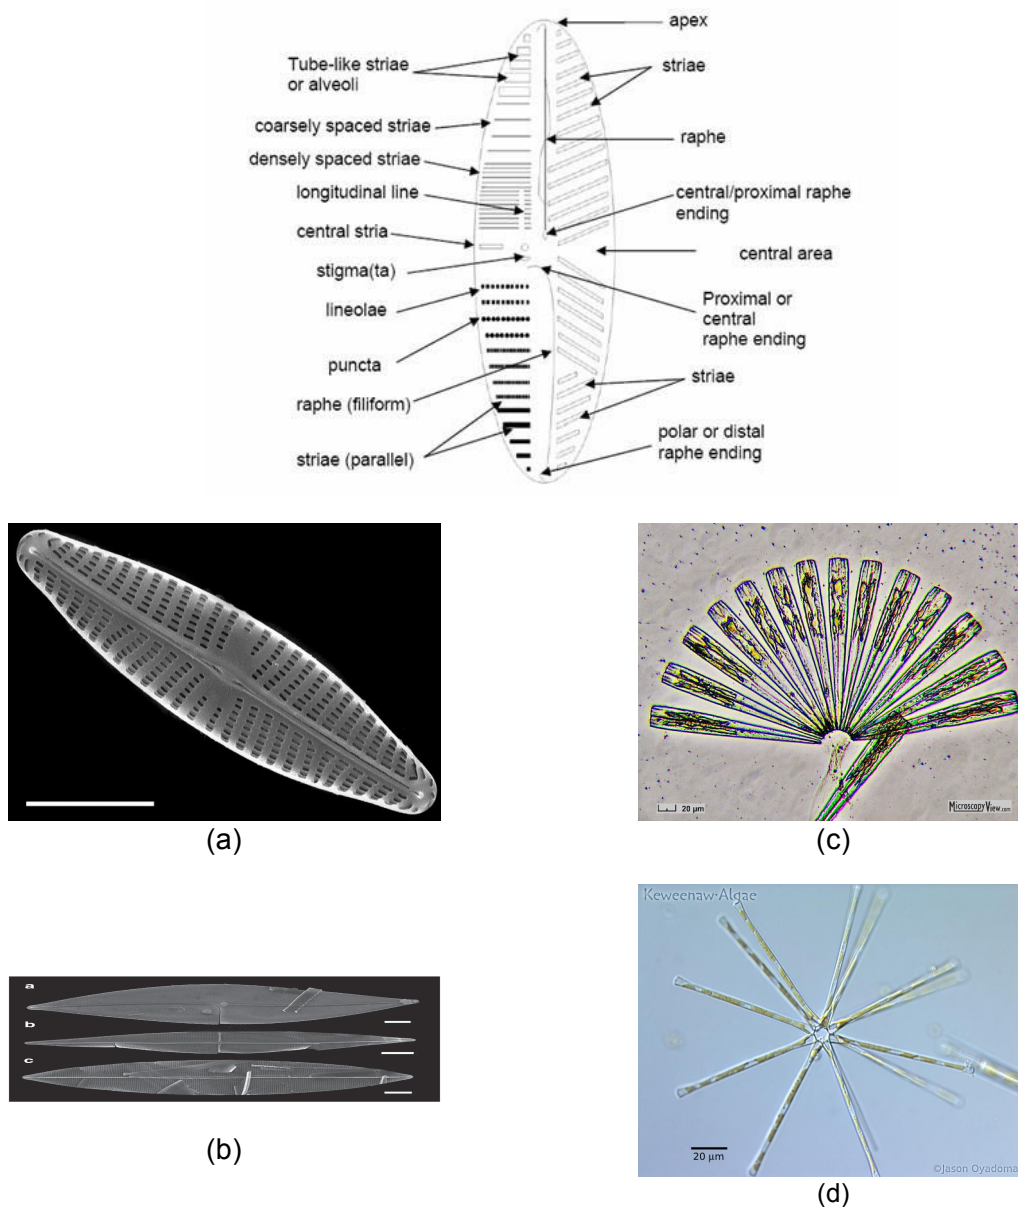 apex
Tube-like striae
or alveoli
striae
coarsely spaced striae
raphe
densely spaced striae
longitudinal line
central/proximal raphe
ending
central stria
central area
stigma(ta)
lineolae
Proximal or
central
raphe ending
puncta
striae
raphe (filiform)
polar or distal
raphe ending
striae (parallel)
20 µm
MicroscopyView.com
(a)
(c)
Keweenaw·Algae
a
b
c
20 µm
©Jason Oyadoma
(b)
(d)